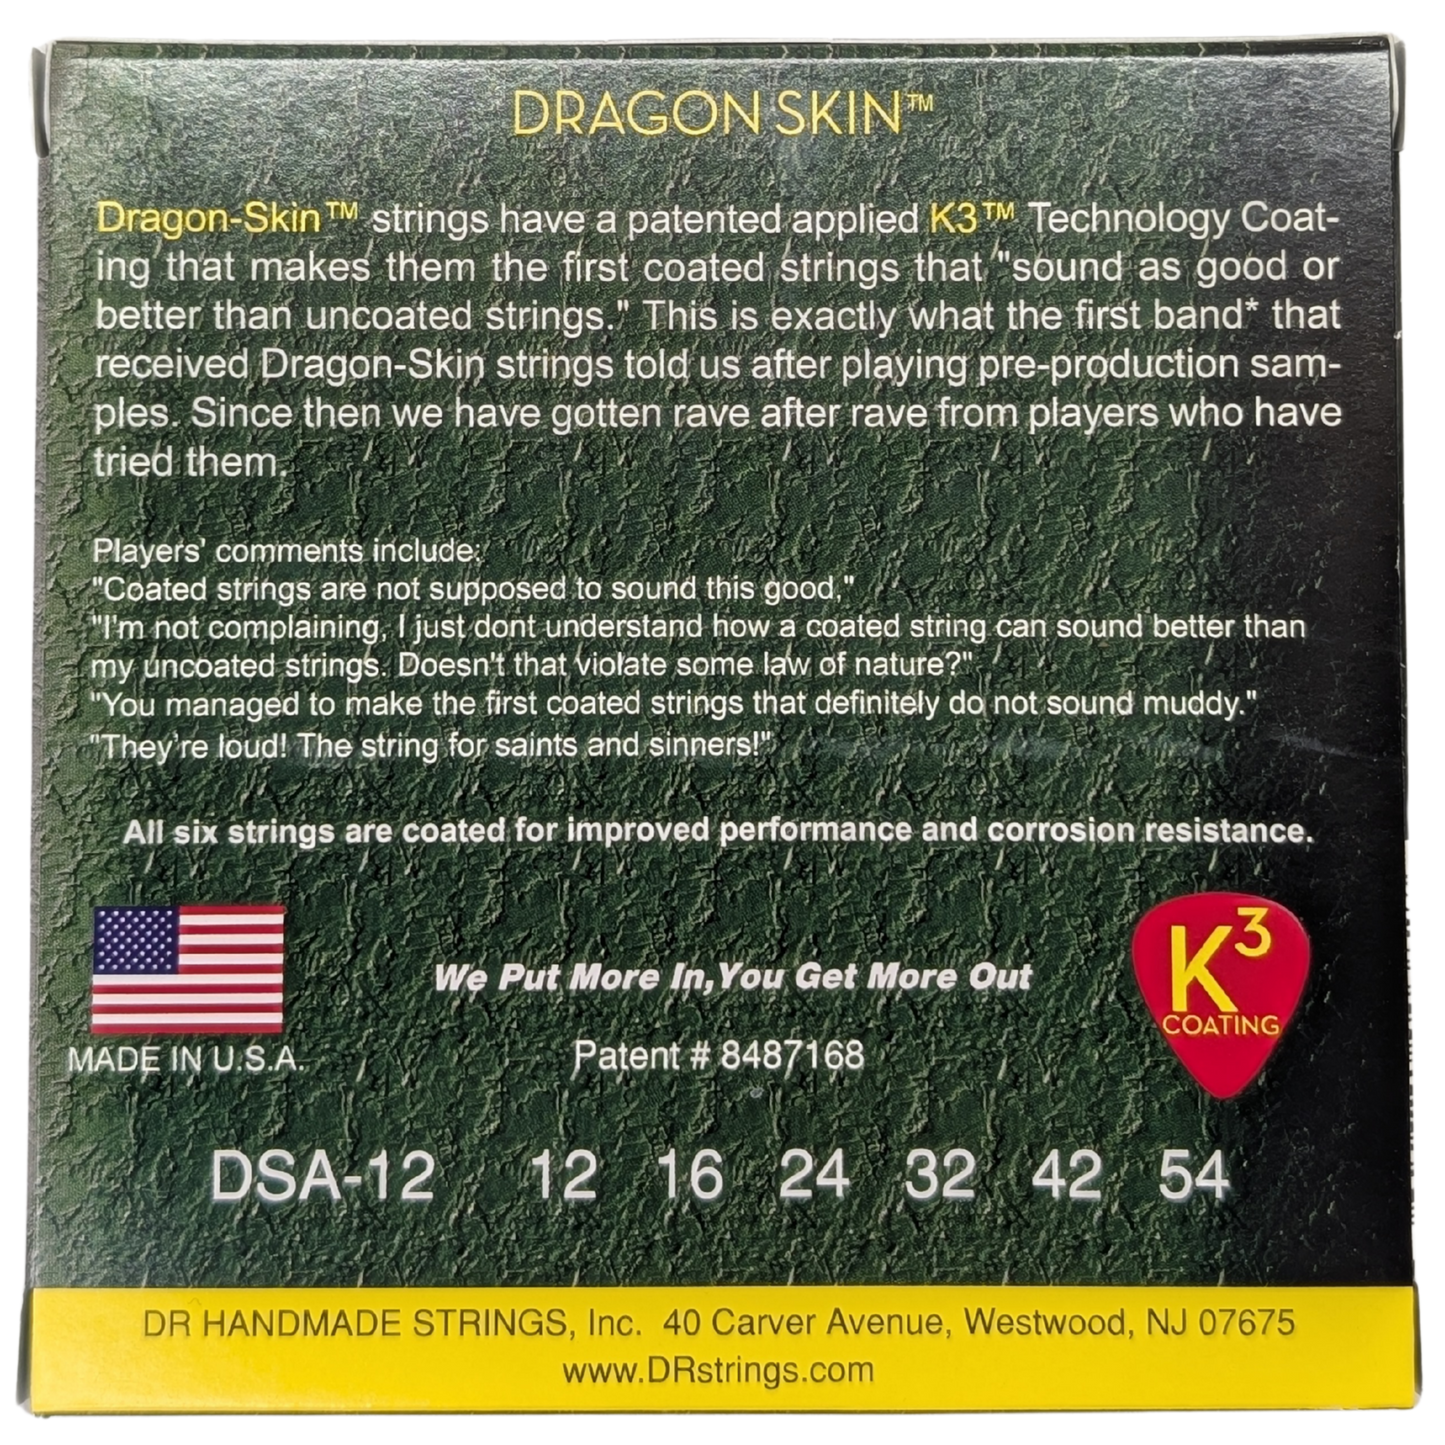 DRAGON SKIN™
Dragon-Skin™ strings have a patented applied K3™ Technology Coat-
ing that makes them the first coated strings that "sound as good or
better than uncoated strings." This is exactly what the first band* that
received Dragon-Skin strings told us after playing pre-production sam-
ples. Since then we have gotten rave after rave from players who have
tried them.
Players' comments include:
"Coated strings are not supposed to sound this good,"
"I'm not complaining, I just dont understand how a coated string can sound better than
my uncoated strings. Doesn't that violate some law of nature?"
"You managed to make the first coated strings that definitely do not sound muddy."
"They're loud! The string for saints and sinners!"
All six strings are coated for improved performance and corrosion resistance.
We Put More In,You Get More Out
K3
COATING
MADE IN U.S.A.
Patent # 8487168
DSA-12 12 16 24 32 42 54
DR HANDMADE STRINGS, Inc. 40 Carver Avenue, Westwood, NJ 07675
www.DRstrings.com